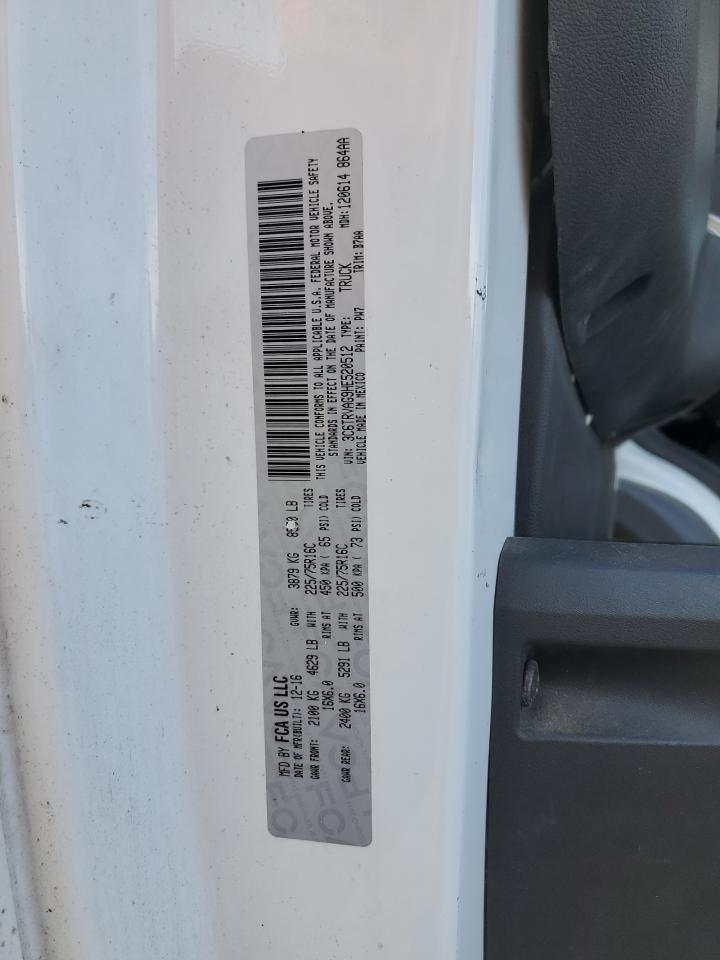 MFD BY FCA US LLC
DATE OF MFR(BUILT): 12-16 GVWR: 3879 KG LB
GAWR FRONT: 2100 KG 4629 LB WITH 225/75R16C TIRES
16X6.0 RIMS AT 450 KPA ( 65 PSI) COLD
GAWR REAR: 2400 KG 5291 LB WITH 225/75R16C TIRES
16X6.0 RIMS AT 500 KPA ( 73 PSI) COLD
THIS VEHICLE CONFORMS TO ALL APPLICABLE U.S.A. FEDERAL MOTOR VEHICLE SAFETY
STANDARDS IN EFFECT ON THE DATE OF MANUFACTURE SHOWN ABOVE.
VIN: 3C6TRVAG9HE520512 TYPE: TRUCK MDH: 120614 864AA
VEHICLE MADE IN MEXICO PAINT: PW7 TRIM: B7AA